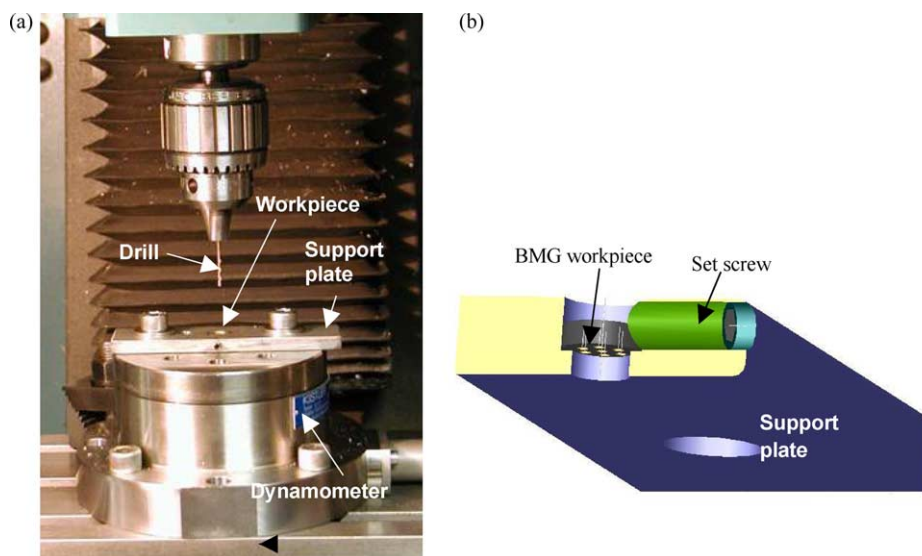 (a)
(b)
Workpiece
Drill
Support
plate
Dynamometer
BMG workpiece
Set screw
Support
plate